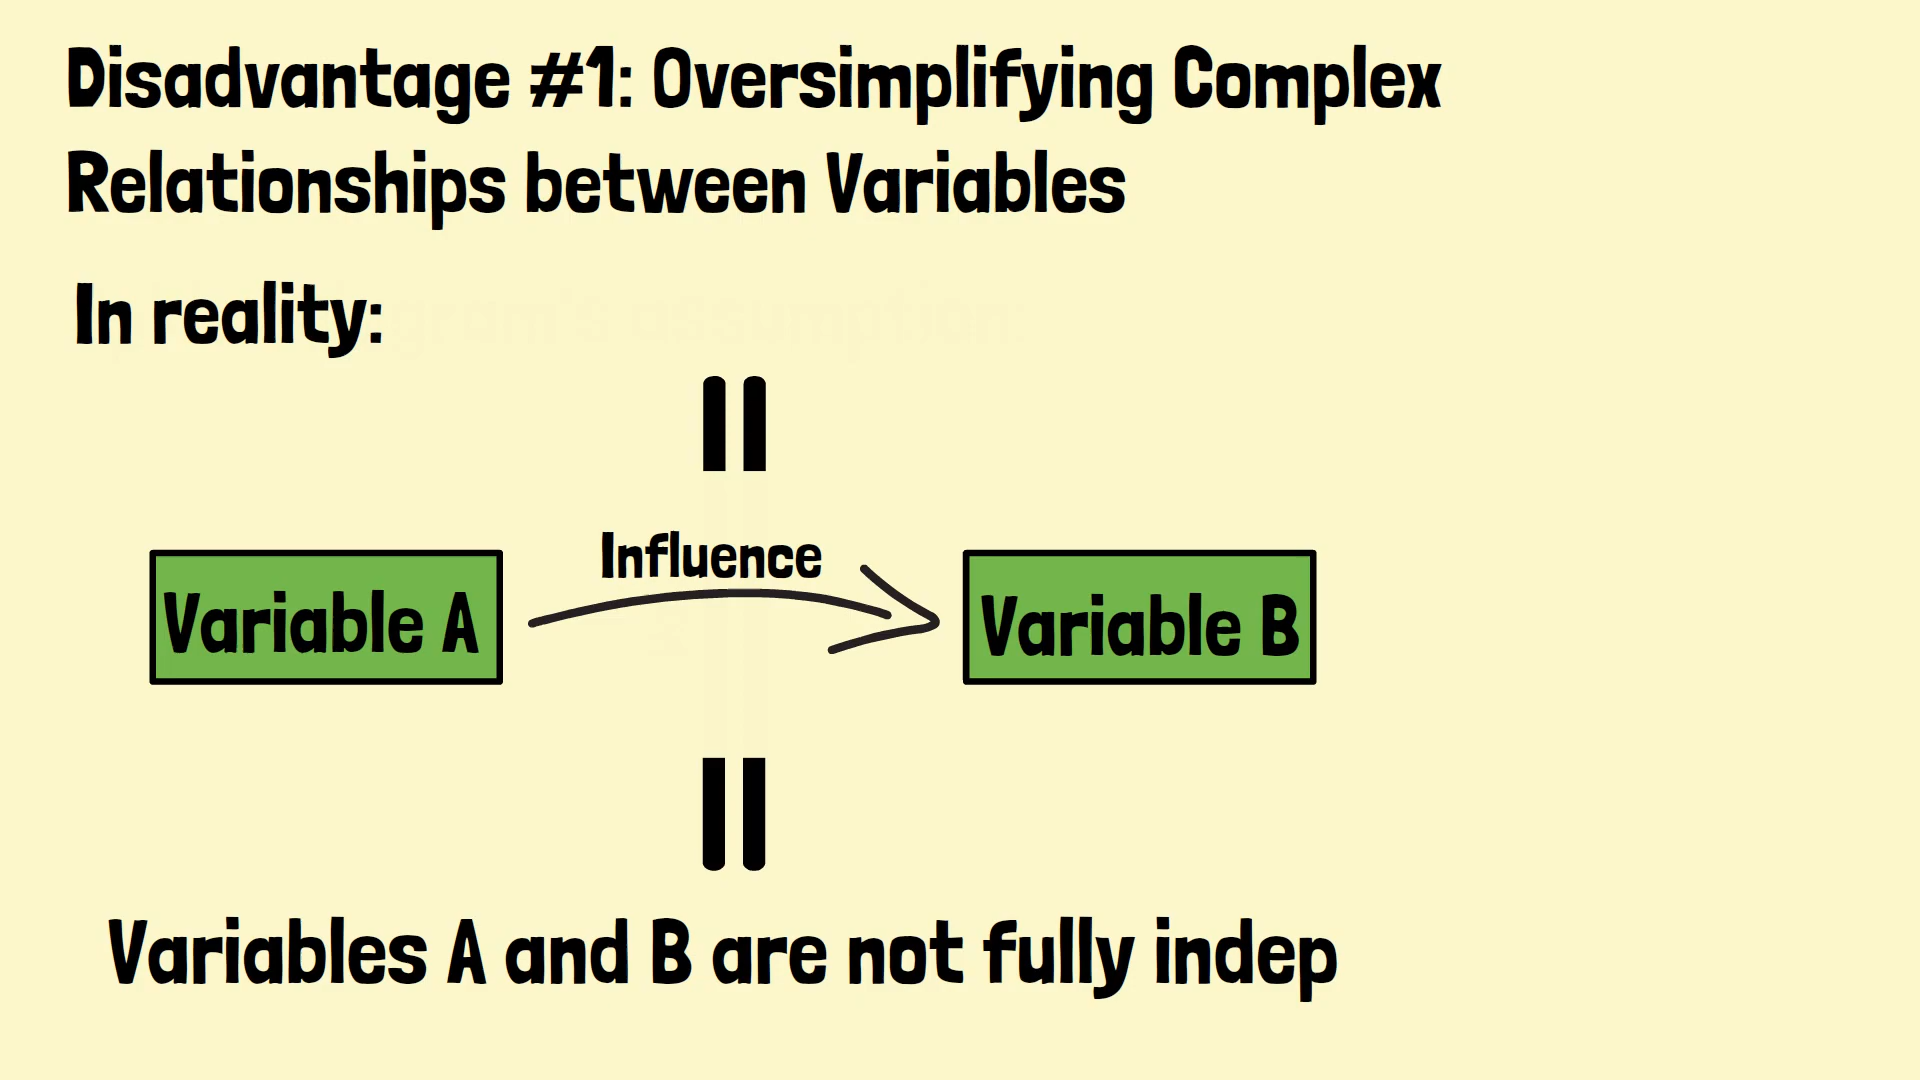 Disadvantage #1: Oversimplifying Complex
Relationships between Variables
In reality:
Influence
Variable A
Variable B
Variables A and B are not fully indep